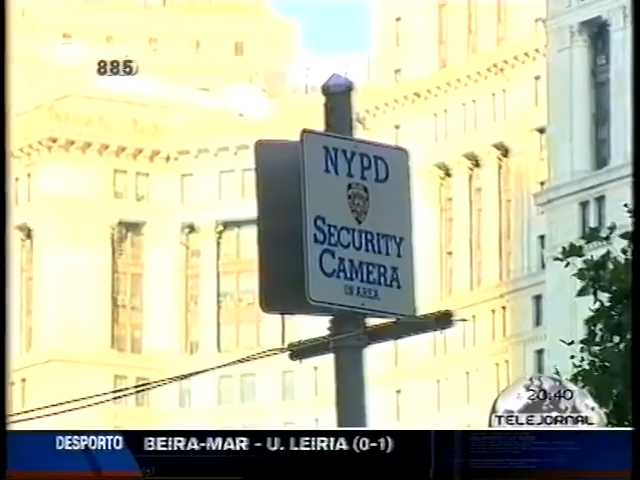 885
NYPD
SECURITY
CAMERA
IN AREA
20:40
TELEJORNAL
DESPORTO BEIRA-MAR - U. LEIRIA (0-1)